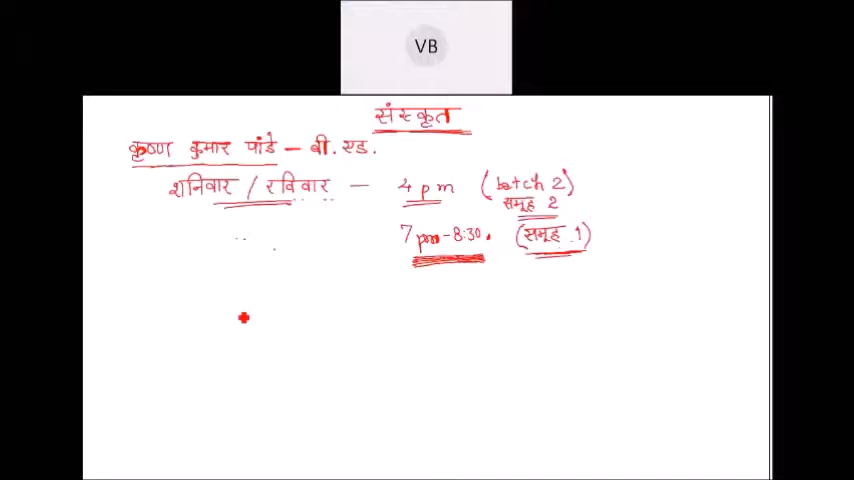 VB
संस्कृत
कृष्ण कुमार पांडे – बी.एड.
शनिवार / रविवार – 4 pm (batch 2)
समूह 2
7 pm – 8:30. (समूह 1)